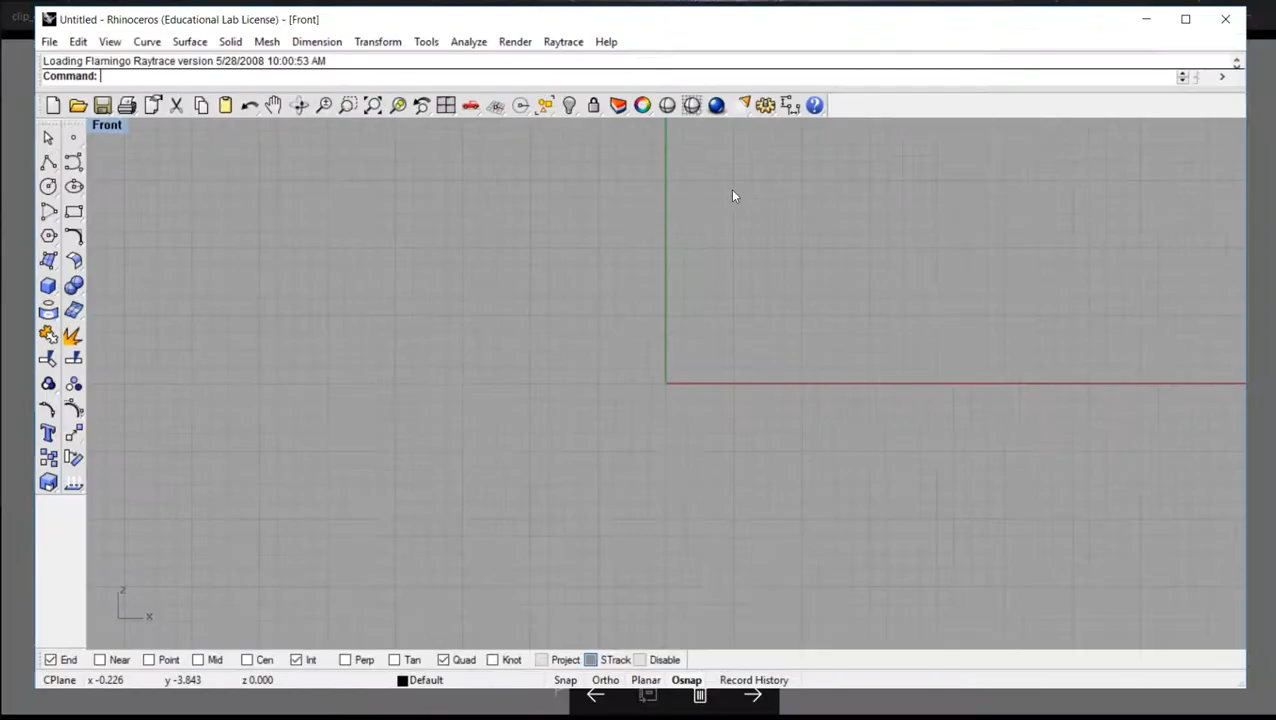 Untitled - Rhinoceros (Educational Lab License) - [Front]
File Edit View Curve Surface Solid Mesh Dimension Transform Tools Analyze Render Raytrace Help
Loading Flamingo Raytrace version 5/28/2008 10:00:53 AM
Command:
Front
z
x
End Near Point Mid Cen Int Perp Tan Quad Knot Project STrack Disable
CPlane x -0.226 y -3.843 z 0.000 Default Snap Ortho Planar Osnap Record History